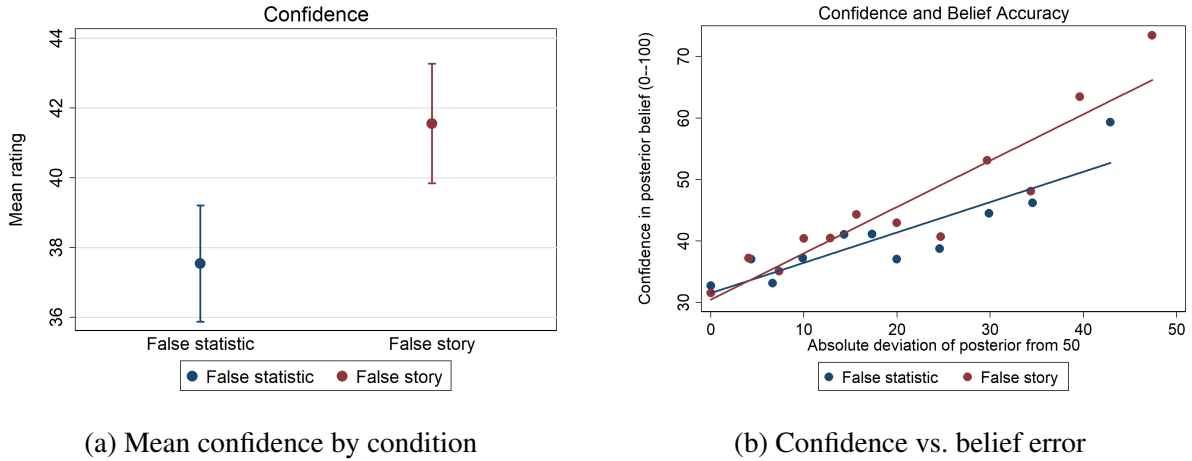 Confidence
Mean rating
44
42
40
38
36
False statistic
False story
False statistic
False story
(a) Mean confidence by condition
Confidence and Belief Accuracy
Confidence in posterior belief (0--100)
70
60
50
40
30
0
10
20
30
40
50
Absolute deviation of posterior from 50
False statistic
False story
(b) Confidence vs. belief error